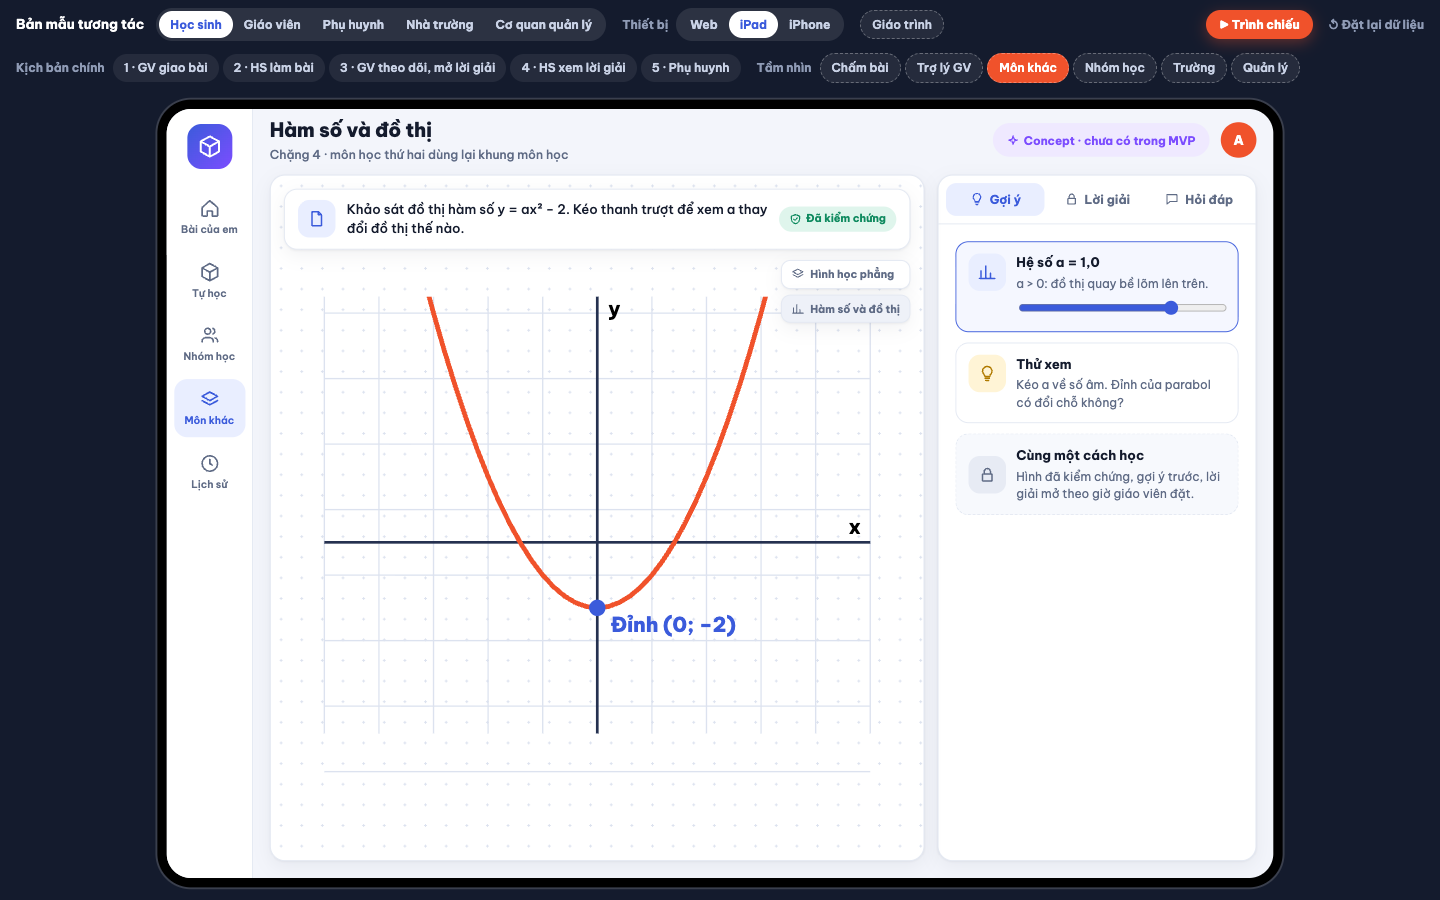 Bản mẫu tương tác
Học sinh
Giáo viên
Phụ huynh
Nhà trường
Cơ quan quản lý
Thiết bị
Web
iPad
iPhone
Giáo trình
Trình chiếu
Đặt lại dữ liệu
Kịch bản chính
1 · GV giao bài
2 · HS làm bài
3 · GV theo dõi, mở lời giải
4 · HS xem lời giải
5 · Phụ huynh
Tầm nhìn
Chấm bài
Trợ lý GV
Môn khác
Nhóm học
Trường
Quản lý
Bài của em
Tự học
Nhóm học
Môn khác
Lịch sử
Hàm số và đồ thị
Chặng 4 · môn học thứ hai dùng lại khung môn học
Concept · chưa có trong MVP
A
Khảo sát đồ thị hàm số y = ax² − 2. Kéo thanh trượt để xem a thay
đổi đồ thị thế nào.
Đã kiểm chứng
Hình học phẳng
Hàm số và đồ thị
y
x
Đỉnh (0; −2)
Gợi ý
Lời giải
Hỏi đáp
Hệ số a = 1,0
a > 0: đồ thị quay bề lõm lên trên.
Thử xem
Kéo a về số âm. Đỉnh của parabol
có đổi chỗ không?
Cùng một cách học
Hình đã kiểm chứng, gợi ý trước, lời
giải mở theo giờ giáo viên đặt.